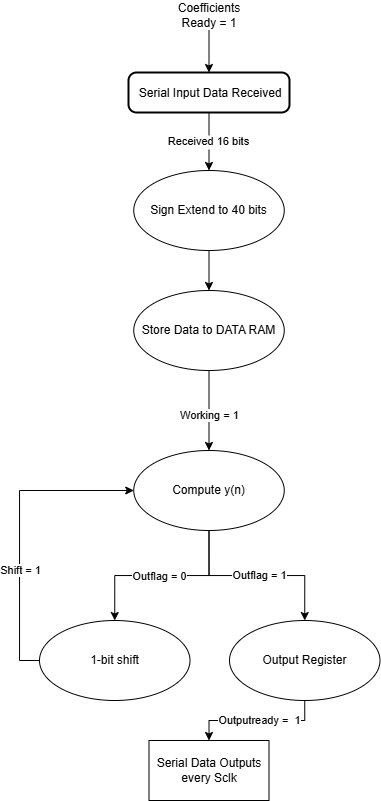 Coefficients
Ready = 1
Serial Input Data Received
Received 16 bits
Sign Extend to 40 bits
Store Data to DATA RAM
Working = 1
Compute y(n)
Shift = 1
Outflag = 0
Outflag = 1
1-bit shift
Output Register
Outputready = 1
Serial Data Outputs
every Sclk